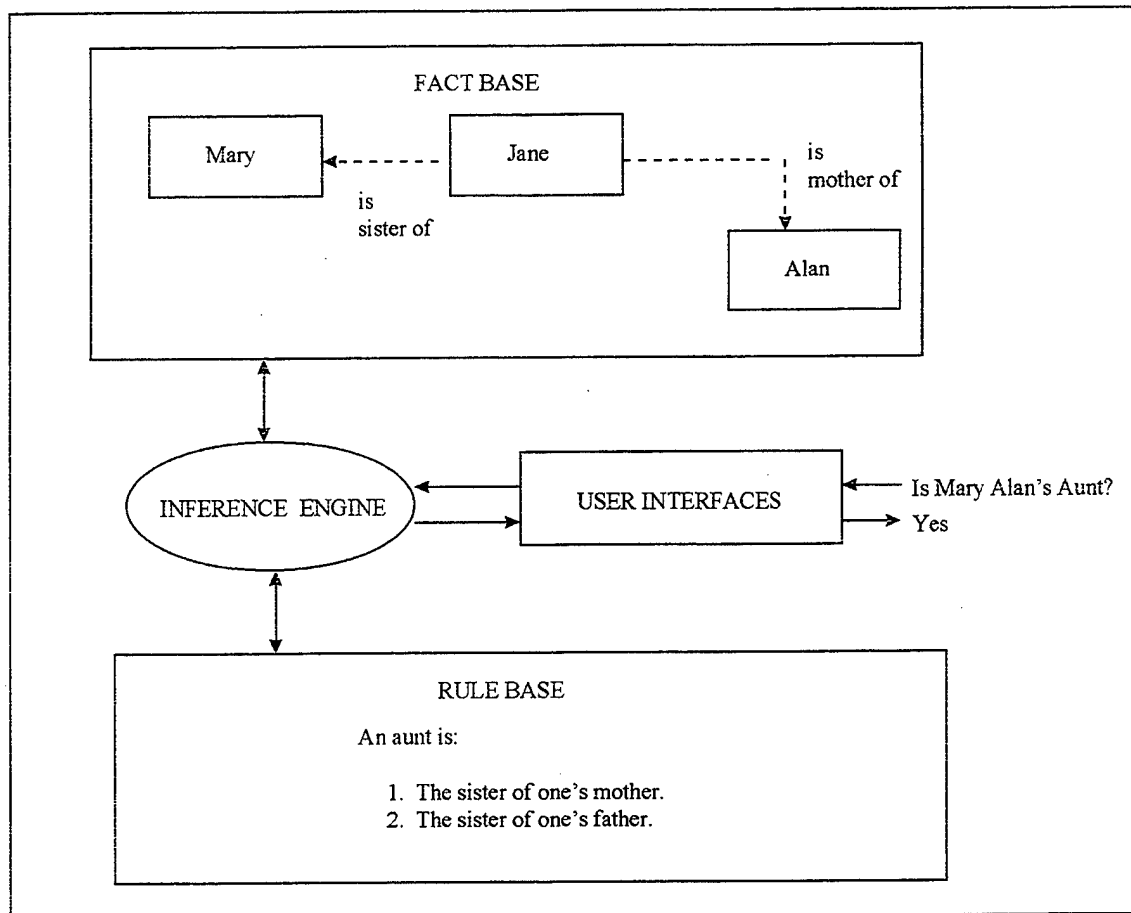 FACT BASE
Mary
Jane
is
sister of
is
mother of
Alan
INFERENCE ENGINE
USER INTERFACES
Is Mary Alan's Aunt?
Yes
RULE BASE
An aunt is:
1. The sister of one's mother.
2. The sister of one's father.